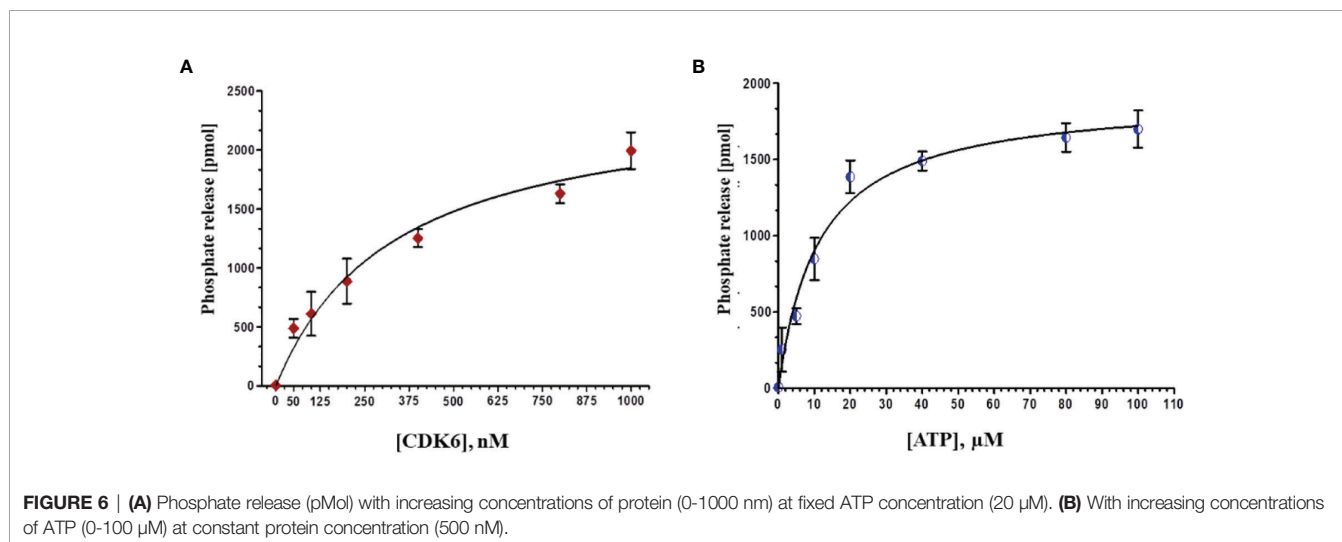 A
B
2500
2000
1500
1000
500
0
Phosphate release [pmol]
0 50 125 250 375 500 625 750 875 1000
[CDK6], nM
2000
1500
1000
500
0
Phosphate release [pmol]
0 10 20 30 40 50 60 70 80 90 100 110
[ATP], µM
FIGURE 6 | (A) Phosphate release (pMol) with increasing concentrations of protein (0-1000 nm) at fixed ATP concentration (20 µM). (B) With increasing concentrations
of ATP (0-100 µM) at constant protein concentration (500 nM).